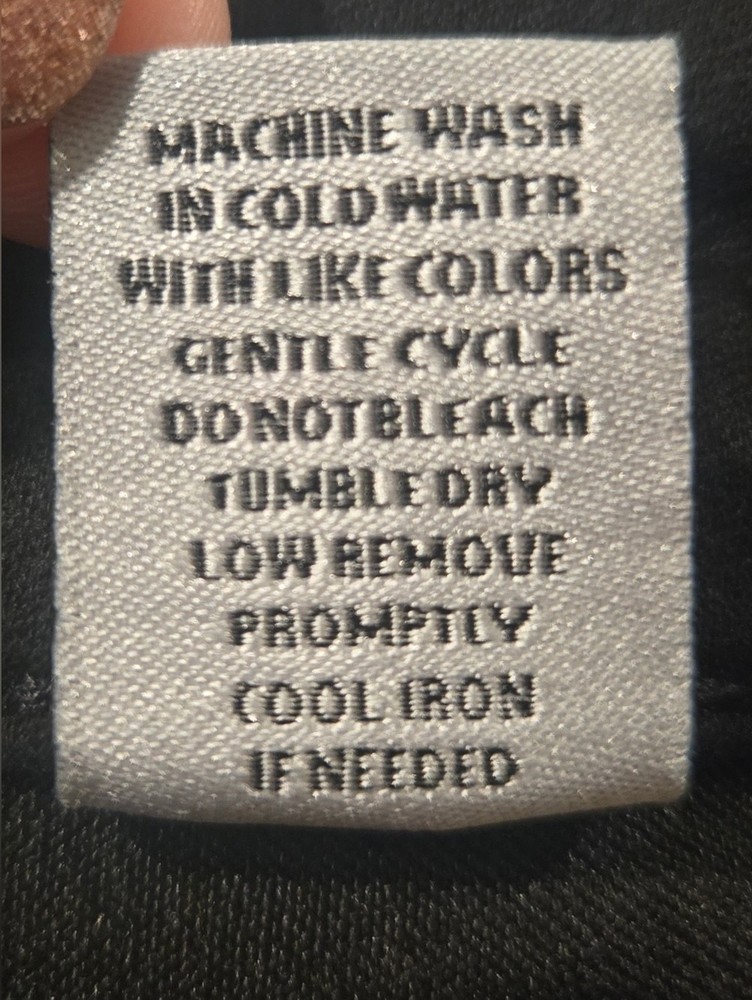 MACHINE WASH
IN COLD WATER
WITH LIKE COLORS
GENTLE CYCLE
DO NOT BLEACH
TUMBLE DRY
LOW REMOVE
PROMPTLY
COOL IRON
IF NEEDED